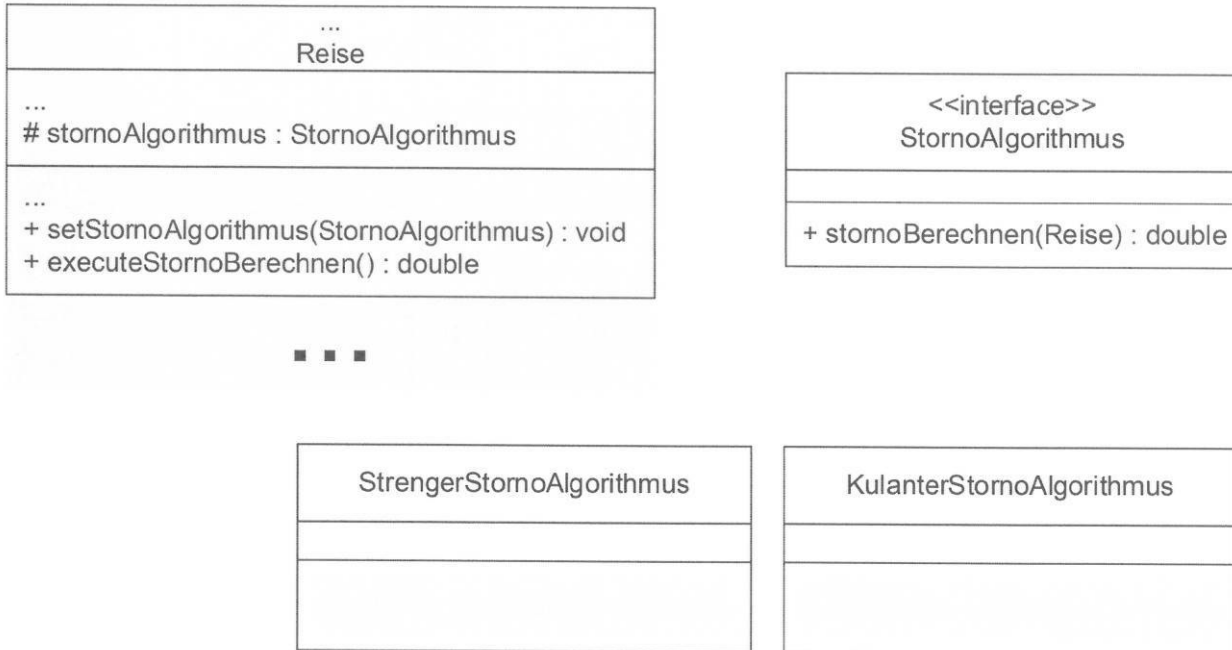 ...
Reise
...
# stornoAlgorithmus : StornoAlgorithmus
...
+ setStornoAlgorithmus(StornoAlgorithmus) : void
+ executeStornoBerechnen() : double
<<interface>>
StornoAlgorithmus
+ stornoBerechnen(Reise) : double
...
StrengerStornoAlgorithmus
KulanterStornoAlgorithmus